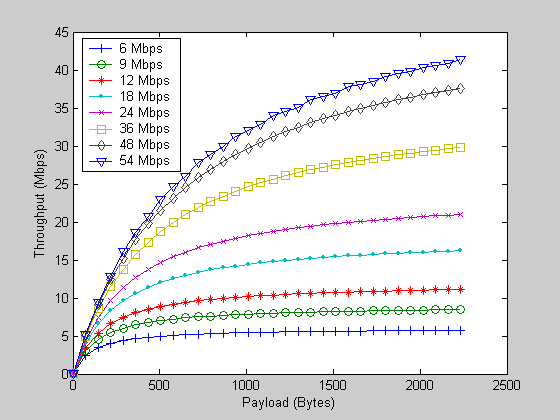 45
40
35
30
25
20
15
10
5
0
Throughput (Mbps)
6 Mbps
9 Mbps
12 Mbps
18 Mbps
24 Mbps
36 Mbps
48 Mbps
54 Mbps
0 500 1000 1500 2000 2500
Payload (Bytes)